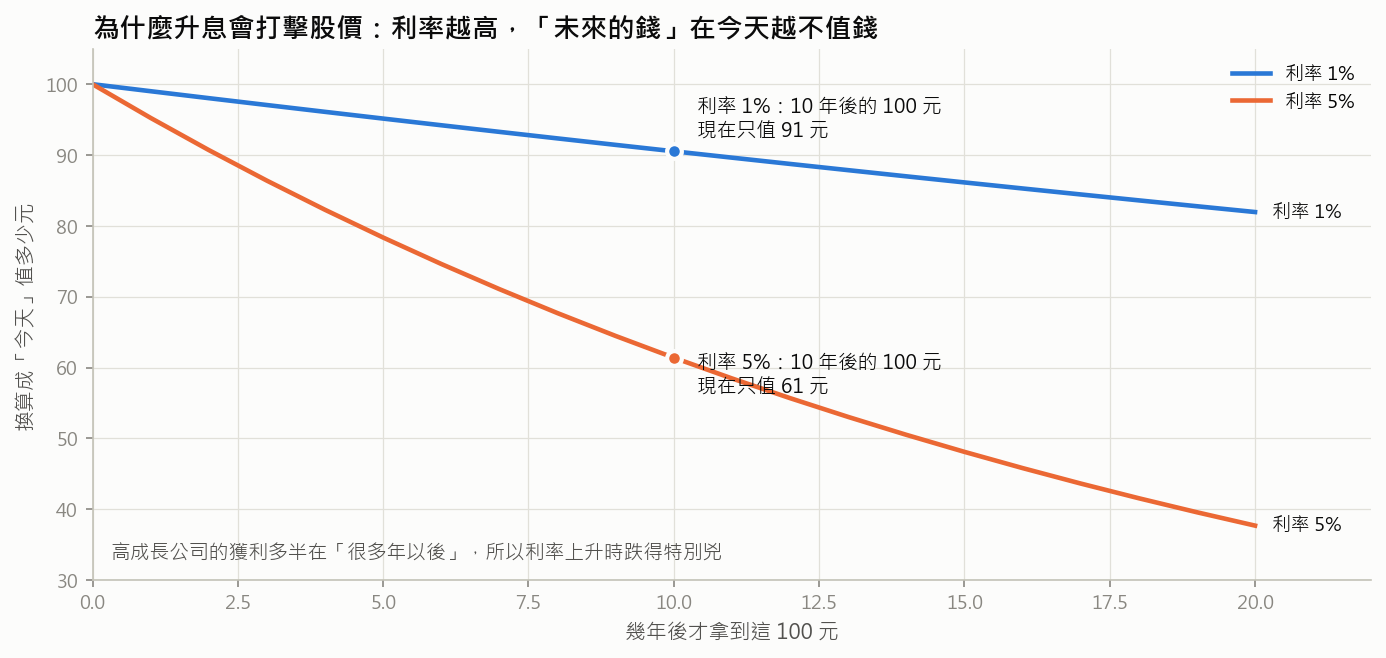 為什麼升息會打擊股價：利率越高，「未來的錢」在今天越不值錢
利率 1%
利率 5%
利率 1%：10 年後的 100 元
現在只值 91 元
利率 1%
利率 5%：10 年後的 100 元
現在只值 61 元
利率 5%
高成長公司的獲利多半在「很多年以後」，所以利率上升時跌得特別兇
換算成「今天」值多少元
100
90
80
70
60
50
40
30
0.0 2.5 5.0 7.5 10.0 12.5 15.0 17.5 20.0
幾年後才拿到這 100 元